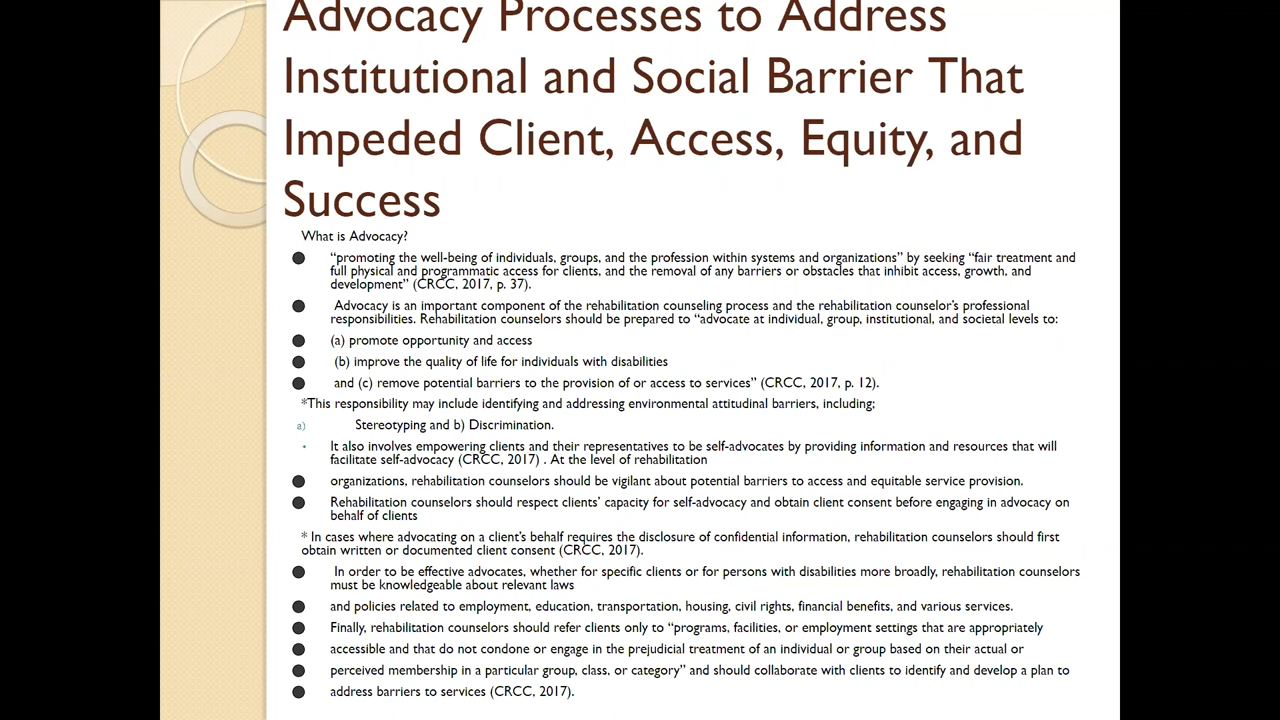 Advocacy Processes to Address
Institutional and Social Barrier That
Impeded Client, Access, Equity, and
Success
What is Advocacy?
“promoting the well-being of individuals, groups, and the profession within systems and organizations” by seeking “fair treatment and
full physical and programmatic access for clients, and the removal of any barriers or obstacles that inhibit access, growth, and
development” (CRCC, 2017, p. 37).
Advocacy is an important component of the rehabilitation counseling process and the rehabilitation counselor’s professional
responsibilities. Rehabilitation counselors should be prepared to “advocate at individual, group, institutional, and societal levels to:
(a) promote opportunity and access
(b) improve the quality of life for individuals with disabilities
and (c) remove potential barriers to the provision of or access to services” (CRCC, 2017, p. 12).
*This responsibility may include identifying and addressing environmental attitudinal barriers, including;
a) Stereotyping and b) Discrimination.
It also involves empowering clients and their representatives to be self-advocates by providing information and resources that will
facilitate self-advocacy (CRCC, 2017) . At the level of rehabilitation
organizations, rehabilitation counselors should be vigilant about potential barriers to access and equitable service provision.
Rehabilitation counselors should respect clients’ capacity for self-advocacy and obtain client consent before engaging in advocacy on
behalf of clients
* In cases where advocating on a client’s behalf requires the disclosure of confidential information, rehabilitation counselors should first
obtain written or documented client consent (CRCC, 2017).
In order to be effective advocates, whether for specific clients or for persons with disabilities more broadly, rehabilitation counselors
must be knowledgeable about relevant laws
and policies related to employment, education, transportation, housing, civil rights, financial benefits, and various services.
Finally, rehabilitation counselors should refer clients only to “programs, facilities, or employment settings that are appropriately
accessible and that do not condone or engage in the prejudicial treatment of an individual or group based on their actual or
perceived membership in a particular group, class, or category” and should collaborate with clients to identify and develop a plan to
address barriers to services (CRCC, 2017).